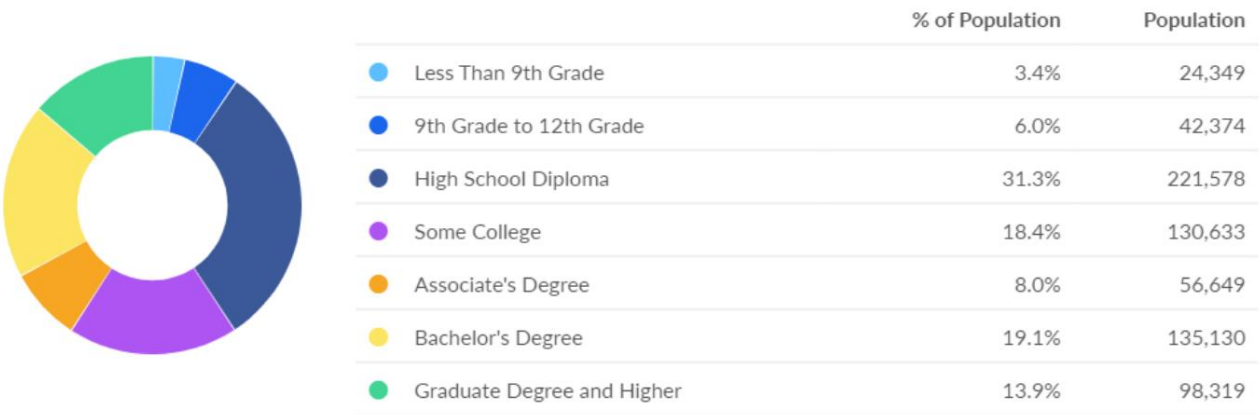 % of Population Population
Less Than 9th Grade 3.4% 24,349
9th Grade to 12th Grade 6.0% 42,374
High School Diploma 31.3% 221,578
Some College 18.4% 130,633
Associate's Degree 8.0% 56,649
Bachelor's Degree 19.1% 135,130
Graduate Degree and Higher 13.9% 98,319